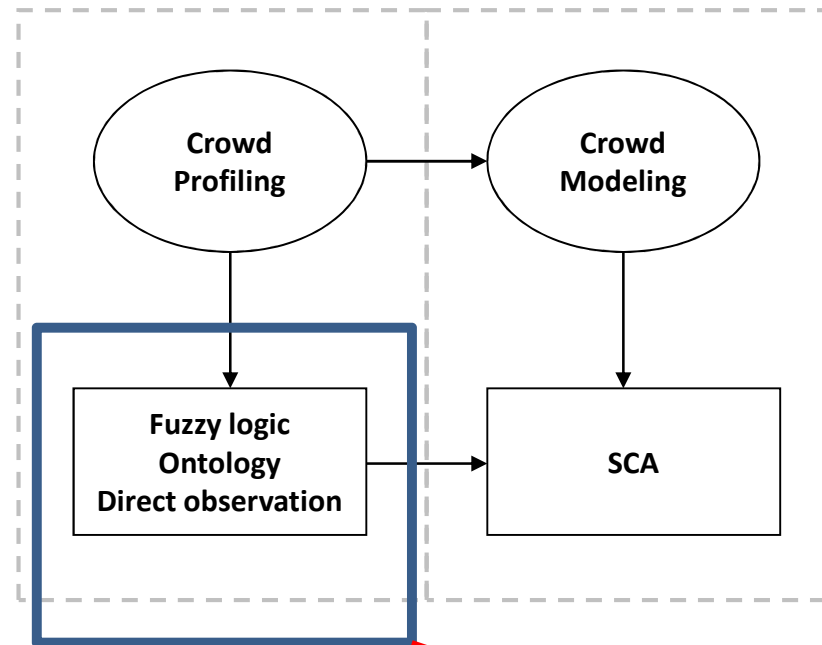 Crowd
Profiling
Crowd
Modeling
Fuzzy logic
Ontology
Direct observation
SCA